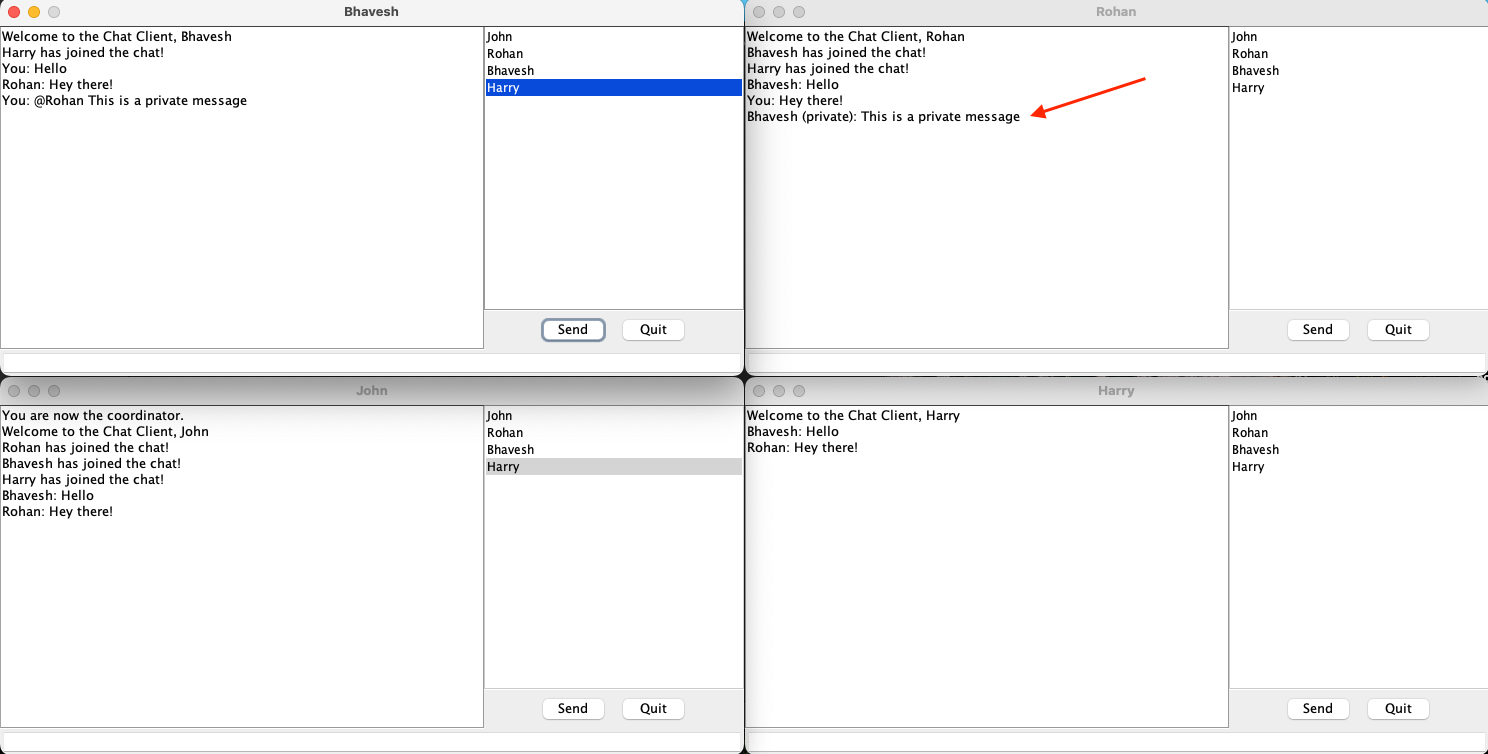 Bhavesh
Welcome to the Chat Client, Bhavesh
Harry has joined the chat!
You: Hello
Rohan: Hey there!
You: @Rohan This is a private message
John
Rohan
Bhavesh
Harry
Send
Quit
Rohan
Welcome to the Chat Client, Rohan
Bhavesh has joined the chat!
Harry has joined the chat!
Bhavesh: Hello
You: Hey there!
Bhavesh (private): This is a private message
John
Rohan
Bhavesh
Harry
Send
Quit
John
You are now the coordinator.
Welcome to the Chat Client, John
Rohan has joined the chat!
Bhavesh has joined the chat!
Harry has joined the chat!
Bhavesh: Hello
Rohan: Hey there!
John
Rohan
Bhavesh
Harry
Send
Quit
Harry
Welcome to the Chat Client, Harry
Bhavesh: Hello
Rohan: Hey there!
John
Rohan
Bhavesh
Harry
Send
Quit